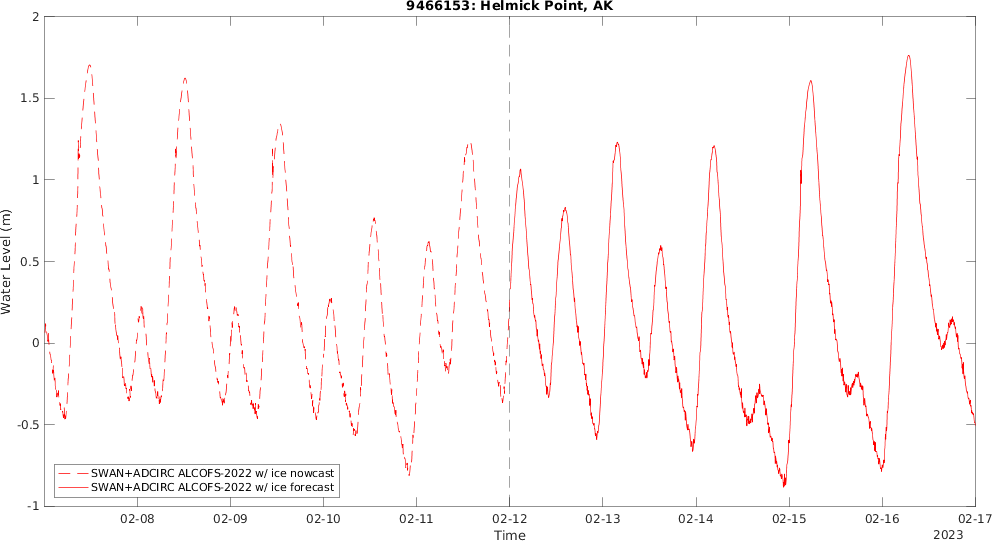 9466153: Helmick Point, AK
2
1.5
1
0.5
0
-0.5
-1
Water Level (m)
SWAN+ADCIRC ALCOFS-2022 w/ ice nowcast
SWAN+ADCIRC ALCOFS-2022 w/ ice forecast
02-08 02-09 02-10 02-11 02-12 02-13 02-14 02-15 02-16 02-17
Time
2023